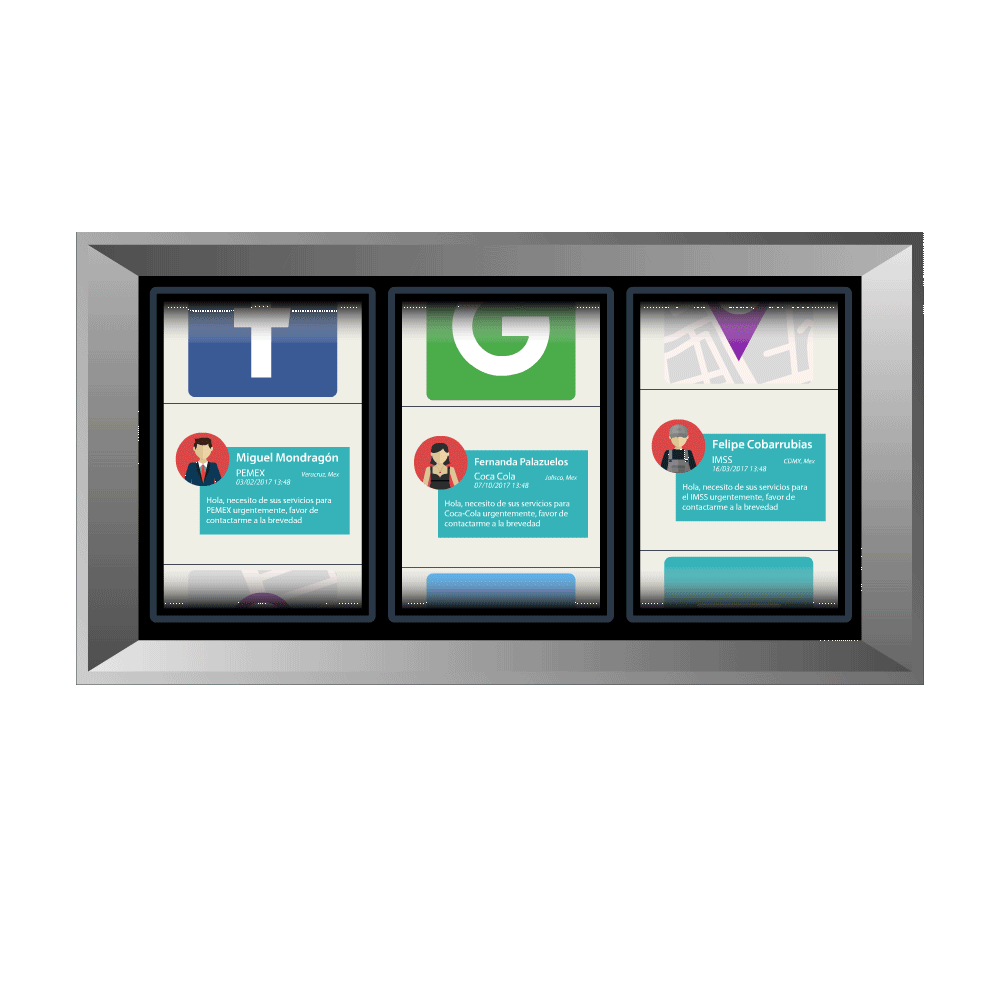 f
G
Miguel Mondragón
PEMEX
Veracruz, Mex
03/02/2017 13:48
Hola, necesito de sus servicios para
PEMEX urgentemente, favor de
contactarme a la brevedad
Fernanda Palazuelos
Coca Cola
Jalisco, Mex
07/10/2017 13:48
Hola, necesito de sus servicios para
Coca-Cola urgentemente, favor de
contactarme a la brevedad
Felipe Cobarrubias
IMSS
CDMY, Mex
16/03/2017 13:48
Hola, necesito de sus servicios para
el IMSS urgentemente, favor de
contactarme a la brevedad